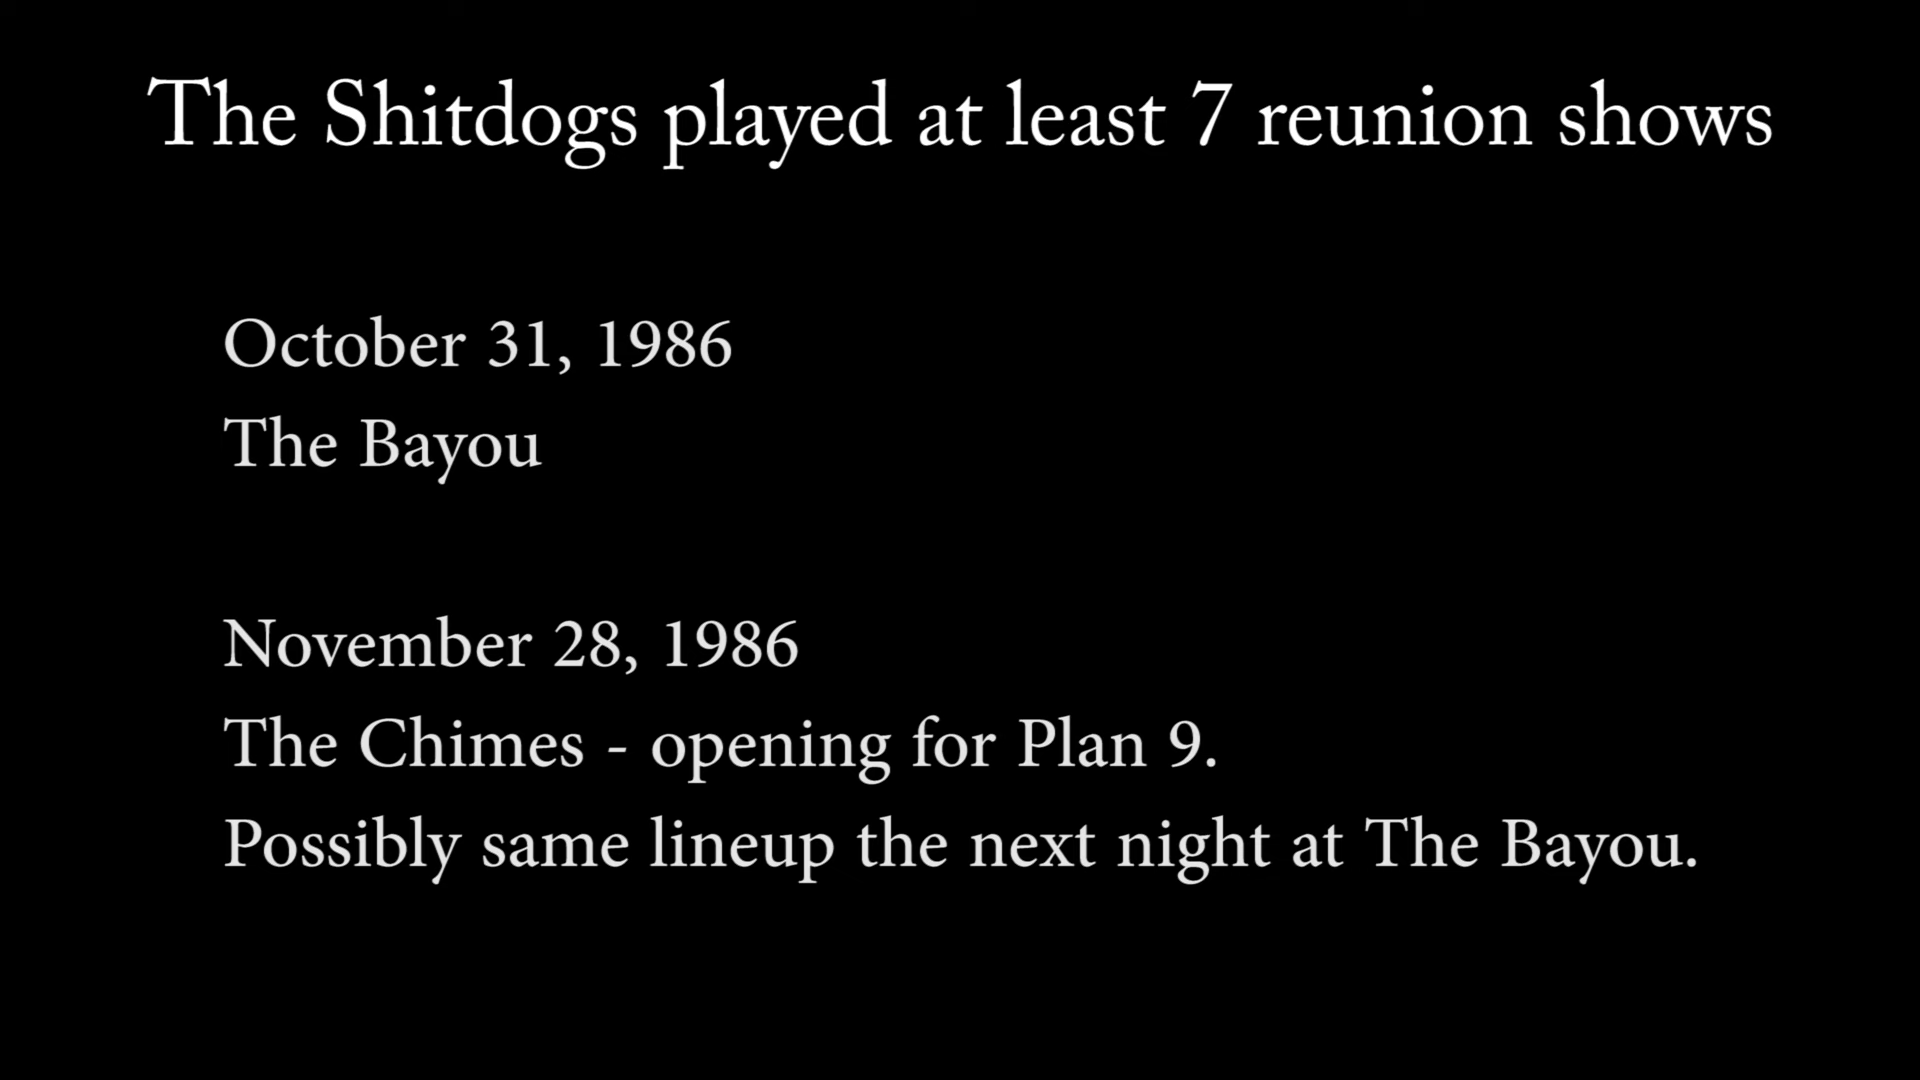 The Shitdogs played at least 7 reunion shows
October 31, 1986
The Bayou
November 28, 1986
The Chimes - opening for Plan 9.
Possibly same lineup the next night at The Bayou.